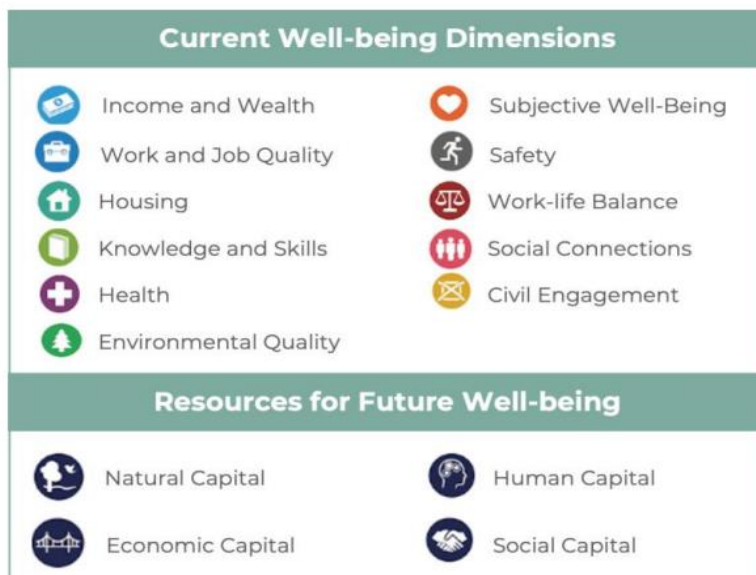 Current Well-being Dimensions
Income and Wealth
Work and Job Quality
Housing
Knowledge and Skills
Health
Environmental Quality
Subjective Well-Being
Safety
Work-life Balance
Social Connections
Civil Engagement
Resources for Future Well-being
Natural Capital
Economic Capital
Human Capital
Social Capital